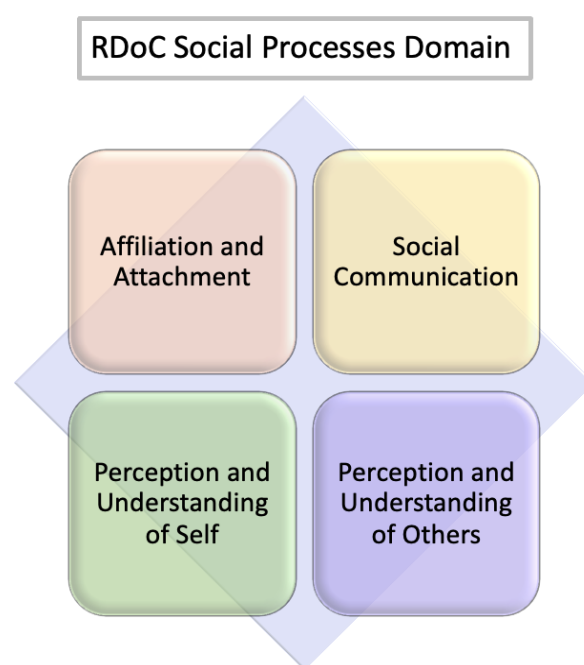 RDoC Social Processes Domain
Affiliation and
Attachment
Social
Communication
Perception and
Understanding
of Self
Perception and
Understanding
of Others